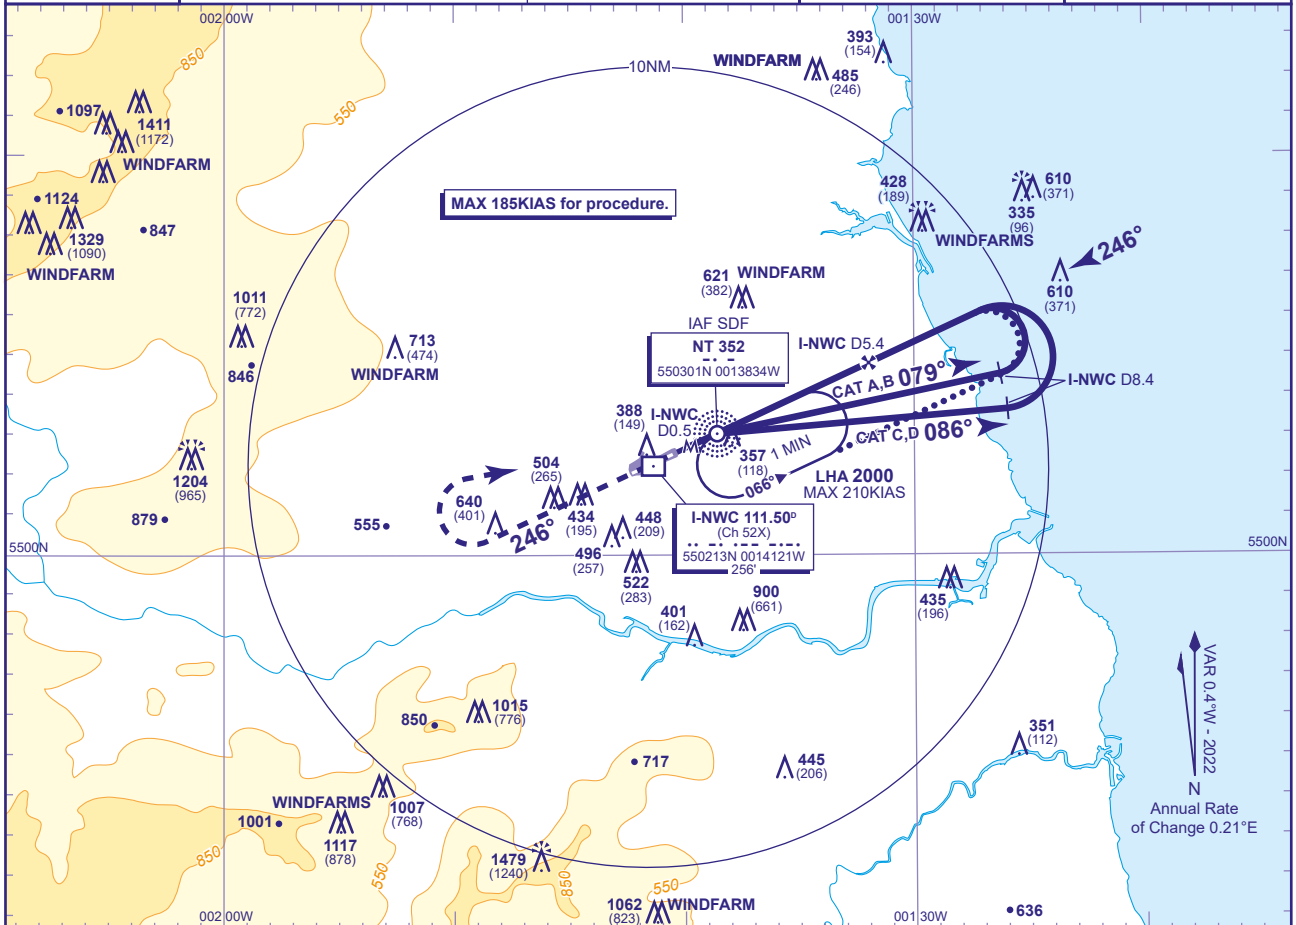 002 00W
001 30W
850
393
(154)
WINDFARM
485
(246)
10NM
1097
1411
(1172)
WINDFARM
550
1124
847
1329
(1090)
WINDFARM
MAX 185KIAS for procedure.
428
(189)
WINDFARMS
610
(371)
335
(96)
246°
610
(371)
621
(382)
WINDFARM
1011
(772)
846
713
(474)
WINDFARM
IAF SDF
NT 352
550301N 0013834W
I-NWC D5.4
CAT A,B 079°
I-NWC D8.4
CAT C,D 086°
388
(149)
I-NWC
D0.5
M
357
(118)
1 MIN
066°
LHA 2000
MAX 210KIAS
504
(265)
1204
(965)
879
555
640
(401)
246°
434
(195)
448
(209)
496
(257)
I-NWC 111.50D
(Ch 52X)
550213N 0014121W
256'
5500N
5500N
522
(283)
900
(661)
401
(162)
435
(196)
VAR 0.4°W - 2022
N
Annual Rate
of Change 0.21°E
850
1015
(776)
717
445
(206)
351
(112)
WINDFARMS
1007
(768)
1001
1117
(878)
850
550
1479
(1240)
850
550
1062
(823)
WINDFARM
636
002 00W
001 30W